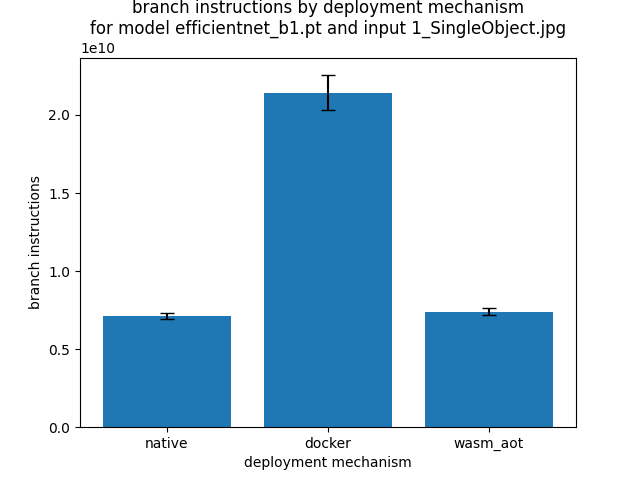 branch instructions by deployment mechanism
for model efficientnet_b1.pt and input 1_SingleObject.jpg
1e10
2.0
1.5
1.0
0.5
0.0
branch instructions
native docker wasm_aot
deployment mechanism